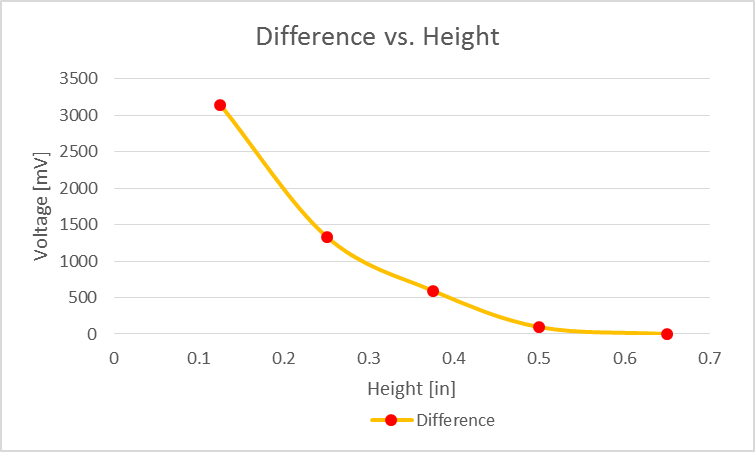 Difference vs. Height
Voltage [mV]
3500
3000
2500
2000
1500
1000
500
0
0 0.1 0.2 0.3 0.4 0.5 0.6 0.7
Height [in]
Difference